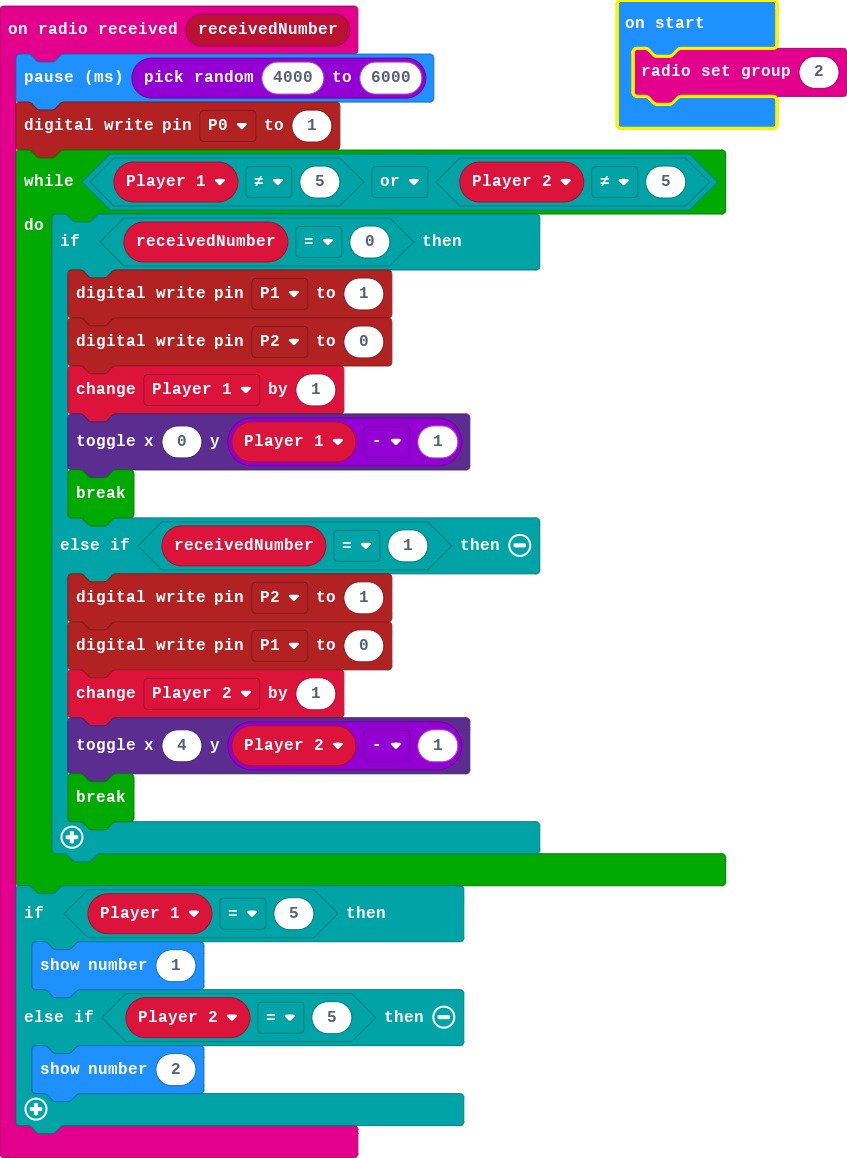 on radio received receivedNumber
pause (ms) pick random 4000 to 6000
digital write pin P0 to 1
while Player 1 ≠ 5 or Player 2 ≠ 5
do
if receivedNumber = 0 then
digital write pin P1 to 1
digital write pin P2 to 0
change Player 1 by 1
toggle x 0 y Player 1 - 1
break
else if receivedNumber = 1 then
digital write pin P2 to 1
digital write pin P1 to 0
change Player 2 by 1
toggle x 4 y Player 2 - 1
break
if Player 1 = 5 then
show number 1
else if Player 2 = 5 then
show number 2
on start
radio set group 2